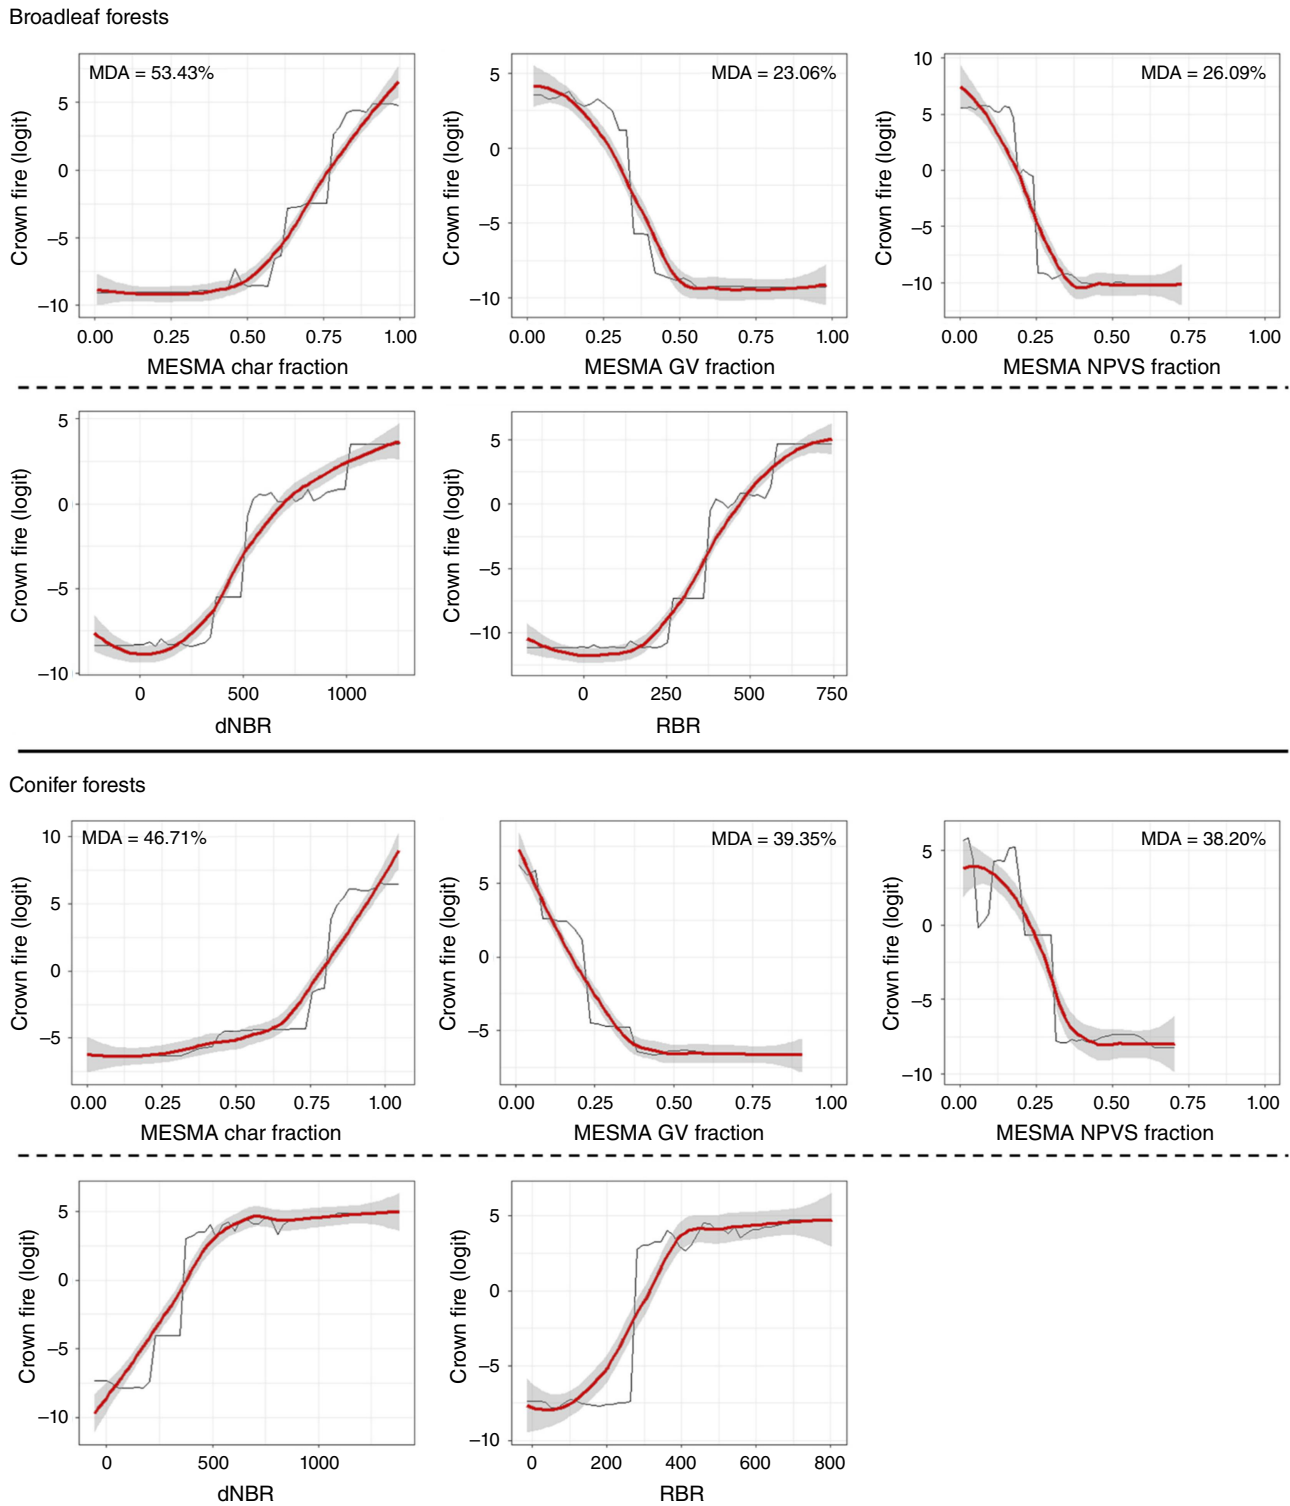 Broadleaf forests
MDA = 53.43%
Crown fire (logit)
5
0
−5
−10
0.00 0.25 0.50 0.75 1.00
MESMA char fraction
MDA = 23.06%
Crown fire (logit)
5
0
−5
−10
0.00 0.25 0.50 0.75 1.00
MESMA GV fraction
MDA = 26.09%
Crown fire (logit)
10
5
0
−5
−10
0.00 0.25 0.50 0.75 1.00
MESMA NPVS fraction
Crown fire (logit)
5
0
−5
−10
0 500 1000
dNBR
Crown fire (logit)
5
0
−5
−10
0 250 500 750
RBR
Conifer forests
MDA = 46.71%
Crown fire (logit)
10
5
0
−5
0.00 0.25 0.50 0.75 1.00
MESMA char fraction
MDA = 39.35%
Crown fire (logit)
5
0
−5
0.00 0.25 0.50 0.75 1.00
MESMA GV fraction
MDA = 38.20%
Crown fire (logit)
5
0
−5
−10
0.00 0.25 0.50 0.75 1.00
MESMA NPVS fraction
Crown fire (logit)
5
0
−5
−10
0 500 1000
dNBR
Crown fire (logit)
5
0
−5
−10
0 200 400 600 800
RBR